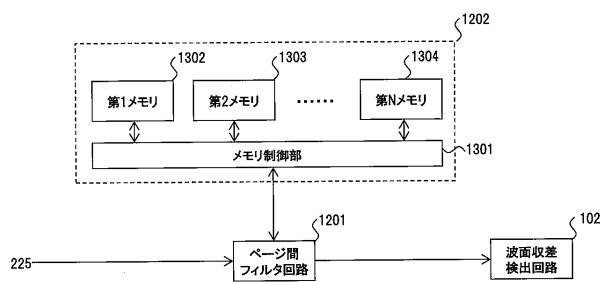 1202
1302
1303
1304
第1メモリ
第2メモリ
……
第Nメモリ
メモリ制御部
1301
1201
102
225
ページ間
フィルタ回路
波面収差
検出回路